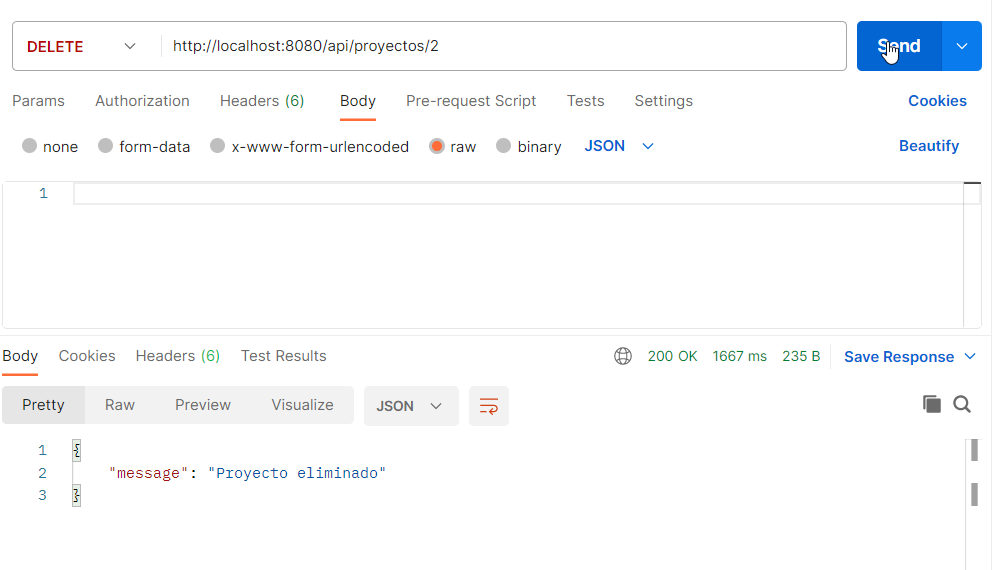 DELETE http://localhost:8080/api/proyectos/2 Send
Params Authorization Headers (6) Body Pre-request Script Tests Settings Cookies
none form-data x-www-form-urlencoded raw binary JSON Beautify
1
Body Cookies Headers (6) Test Results 200 OK 1667 ms 235 B Save Response
Pretty Raw Preview Visualize JSON
1 {
2 "message": "Proyecto eliminado"
3 }